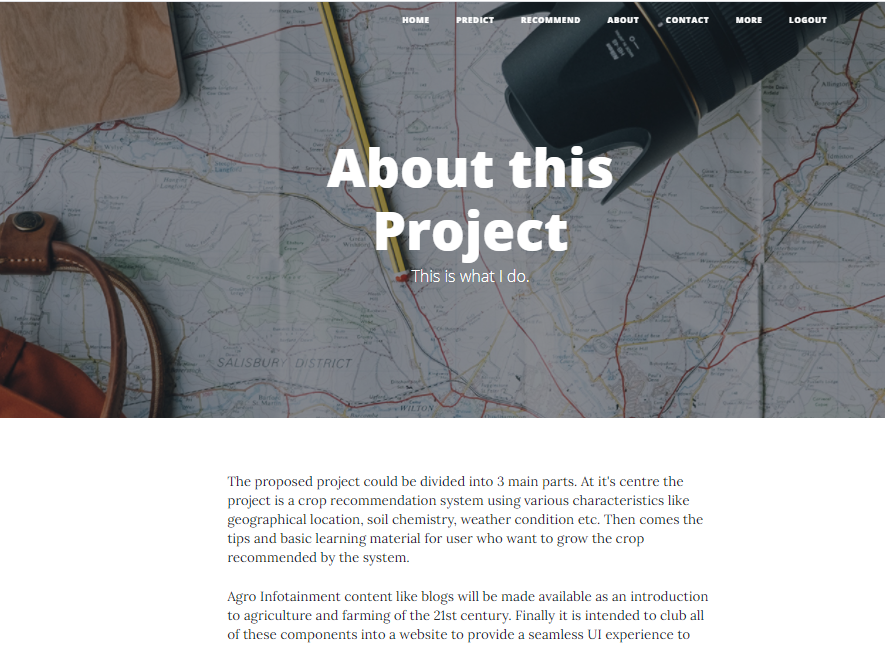 HOME PREDICT RECOMMEND ABOUT CONTACT MORE LOGOUT
About this
Project
This is what I do.
SALISBURY DISTRICT
WILTON
The proposed project could be divided into 3 main parts. At it's centre the
project is a crop recommendation system using various characteristics like
geographical location, soil chemistry, weather condition etc. Then comes the
tips and basic learning material for user who want to grow the crop
recommended by the system.
Agro Infotainment content like blogs will be made available as an introduction
to agriculture and farming of the 21st century. Finally it is intended to club all
of these components into a website to provide a seamless UI experience to